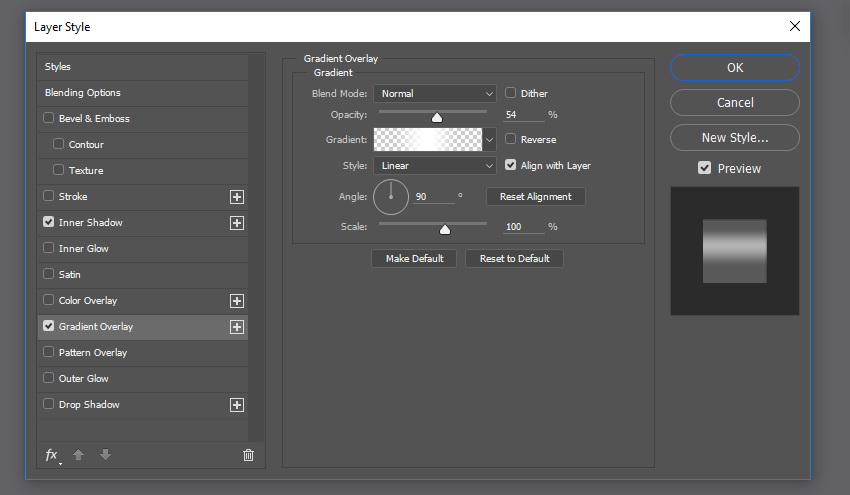 Layer Style
Styles
Blending Options
Bevel & Emboss
Contour
Texture
Stroke
Inner Shadow
Inner Glow
Satin
Color Overlay
Gradient Overlay
Pattern Overlay
Outer Glow
Drop Shadow
fx
Gradient Overlay
Gradient
Blend Mode: Normal Dither
Opacity: 54 %
Gradient: Reverse
Style: Linear Align with Layer
Angle: 90 ° Reset Alignment
Scale: 100 %
Make Default Reset to Default
OK
Cancel
New Style...
Preview